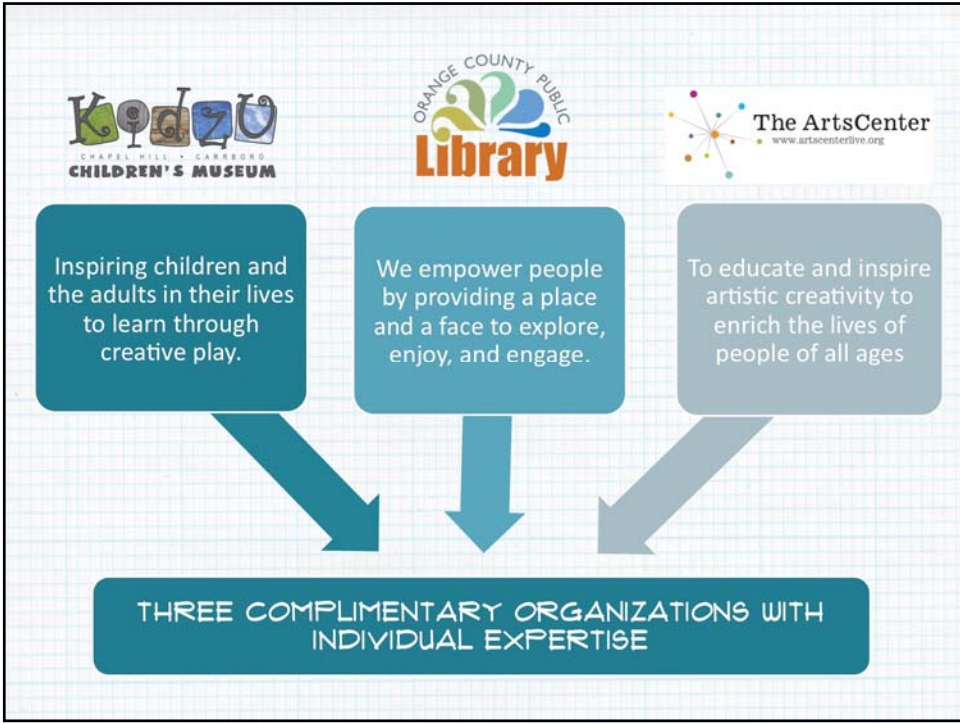 Kidzu
CHAPEL HILL • CARRBORO
CHILDREN'S MUSEUM
ORANGE COUNTY PUBLIC
Library
The ArtsCenter
www.artscenterlive.org
Inspiring children and
the adults in their lives
to learn through
creative play.
We empower people
by providing a place
and a face to explore,
enjoy, and engage.
To educate and inspire
artistic creativity to
enrich the lives of
people of all ages
THREE COMPLIMENTARY ORGANIZATIONS WITH
INDIVIDUAL EXPERTISE